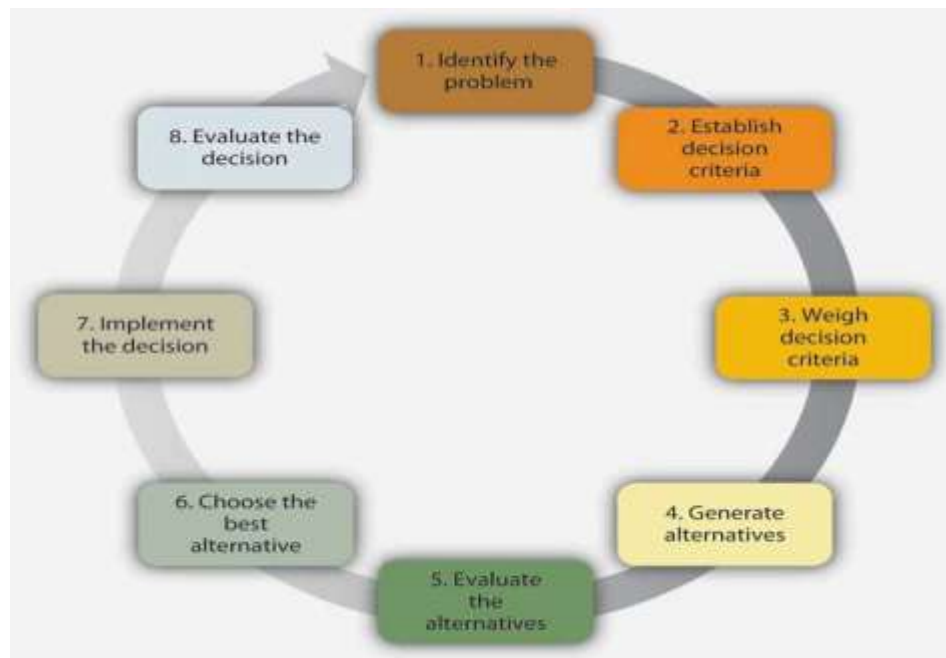 1. Identify the
problem
2. Establish
decision
criteria
3. Weigh
decision
criteria
4. Generate
alternatives
5. Evaluate
the
alternatives
6. Choose the
best
alternative
7. Implement
the decision
8. Evaluate the
decision